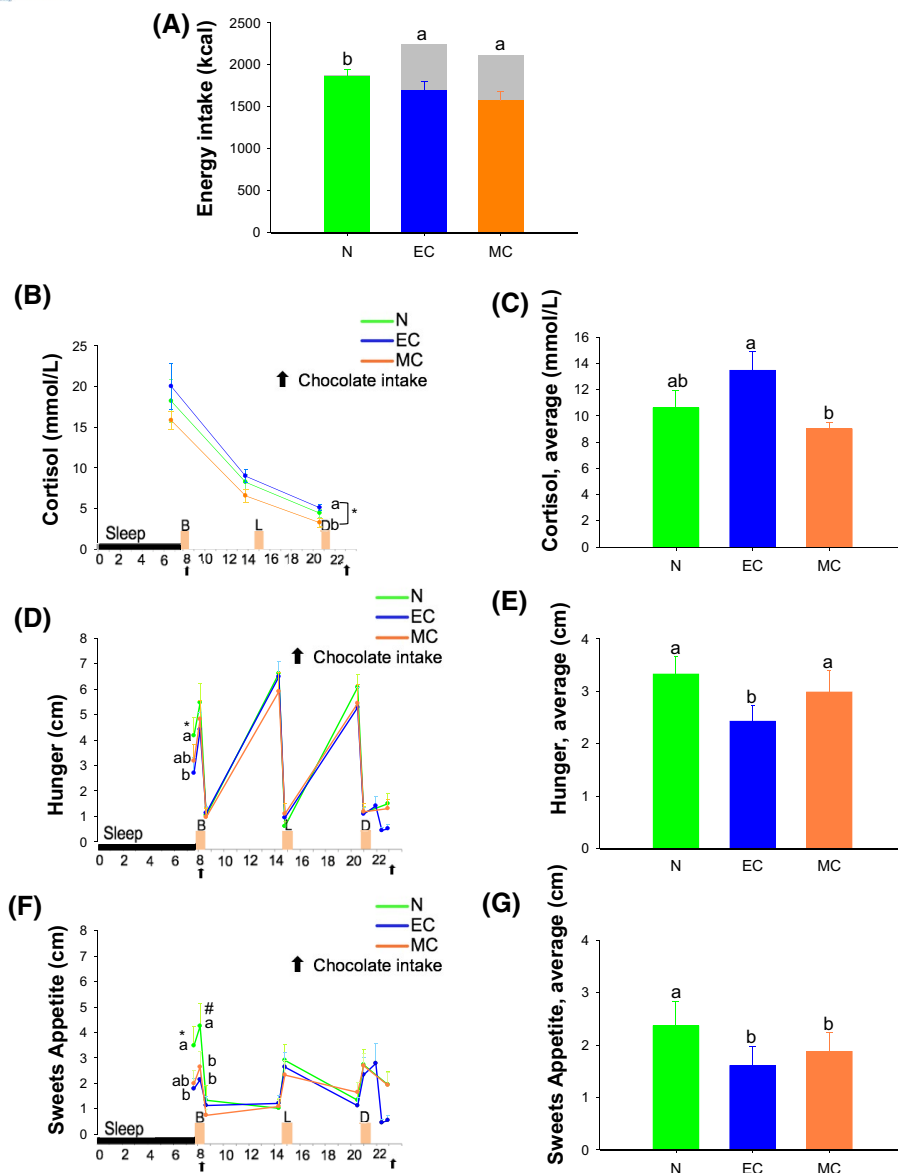 (A)
Energy intake (kcal)
2500
2000
1500
1000
500
0
b
a
a
N
EC
MC
(B)
N
EC
MC
Chocolate intake
Cortisol (mmol/L)
25
20
15
10
5
0
a
*
b
Sleep
B
L
D
0 2 4 6 8 10 12 14 16 18 20
(C)
Cortisol, average (mmol/L)
16
14
12
10
8
6
4
2
0
ab
a
b
N
EC
MC
(D)
N
EC
MC
Chocolate intake
Hunger (cm)
8
7
6
5
4
3
2
1
0
*
a
ab
b
Sleep
B
L
D
0 2 4 6 8 10 12 14 16 18 20 22
(E)
Hunger, average (cm)
4
3
2
2
0
a
b
a
N
EC
MC
(F)
N
EC
MC
Chocolate intake
Sweets Appetite (cm)
8
7
6
5
4
3
2
1
0
*
a
ab
b
#
a
b
b
Sleep
B
L
D
0 2 4 6 8 10 12 14 16 18 20 22
(G)
Sweets Appetite, average (cm)
4
3
2
1
0
a
b
b
N
EC
MC